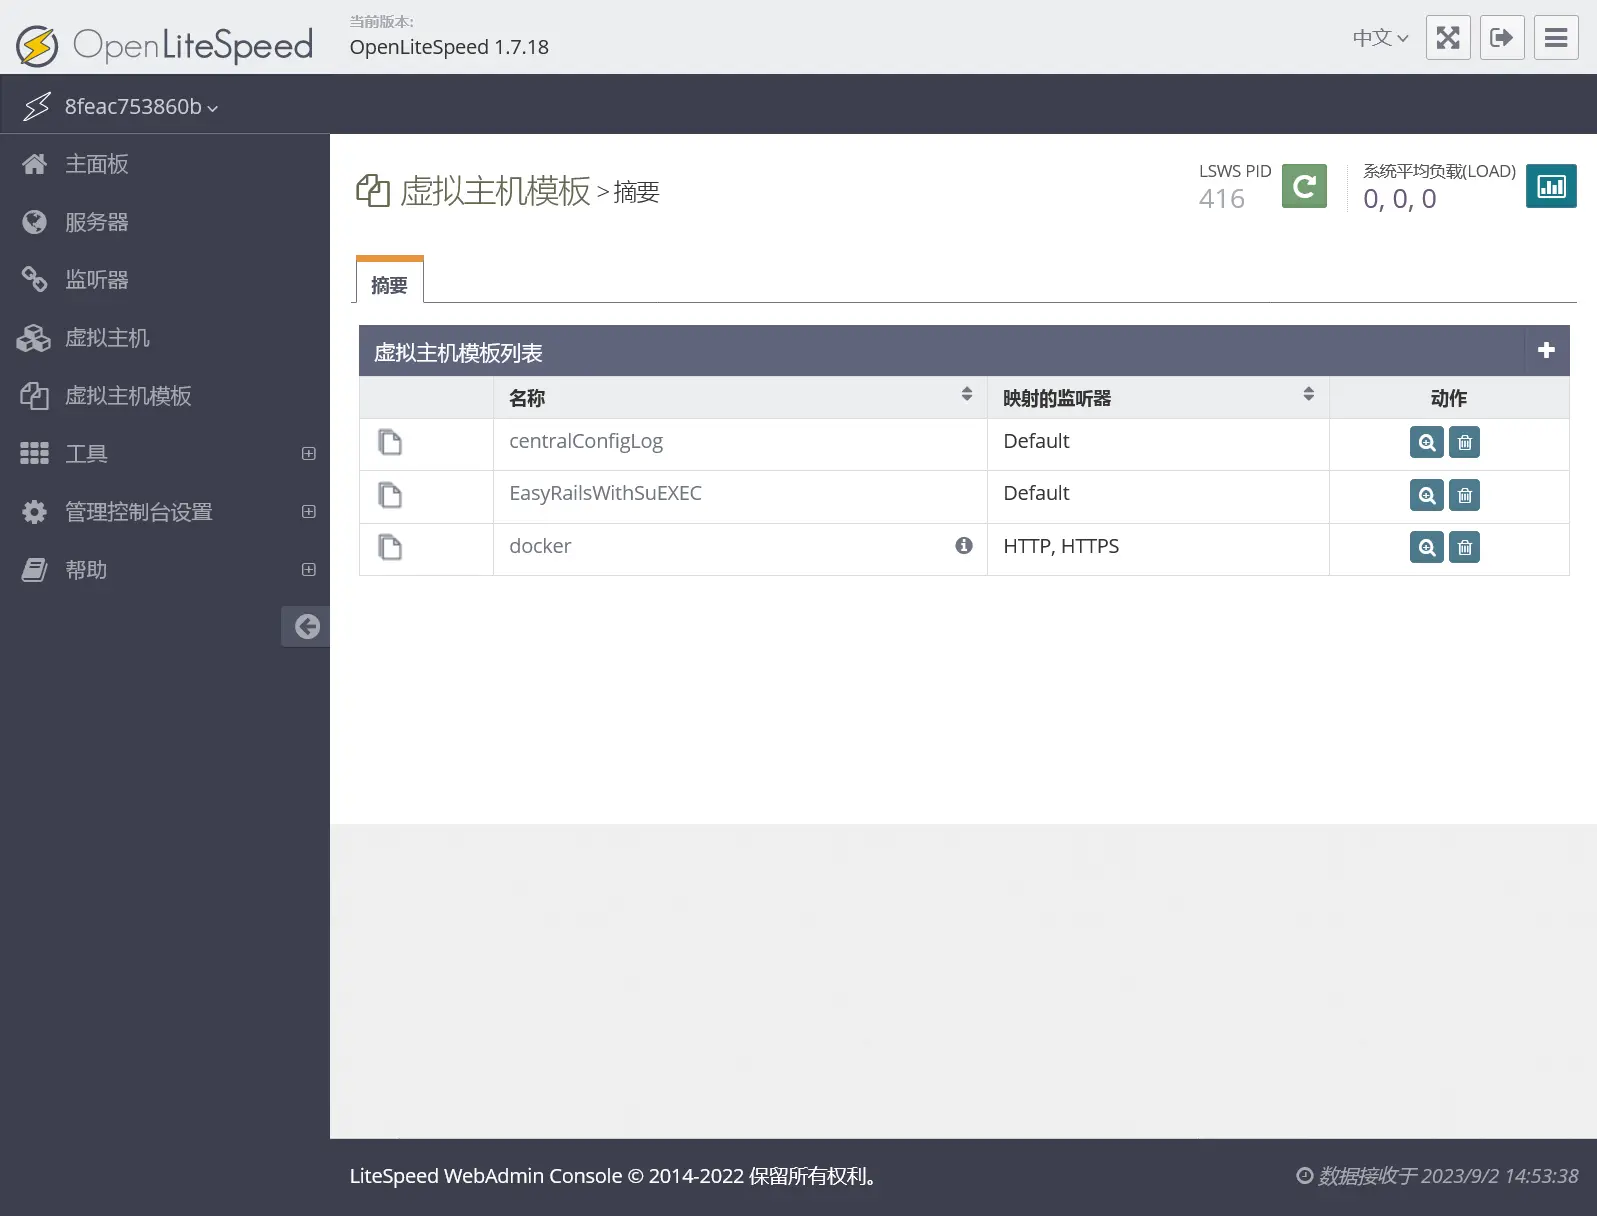 OpenLiteSpeed
当前版本:
OpenLiteSpeed 1.7.18
中文
8feac753860b
主面板
服务器
监听器
虚拟主机
虚拟主机模板
工具
管理控制台设置
帮助
虚拟主机模板 > 摘要
LSWS PID
416
系统平均负载(LOAD)
0, 0, 0
摘要
虚拟主机模板列表
名称 映射的监听器 动作
centralConfigLog Default
EasyRailsWithSuEXEC Default
docker HTTP, HTTPS
LiteSpeed WebAdmin Console © 2014-2022 保留所有权利。
数据接收于 2023/9/2 14:53:38